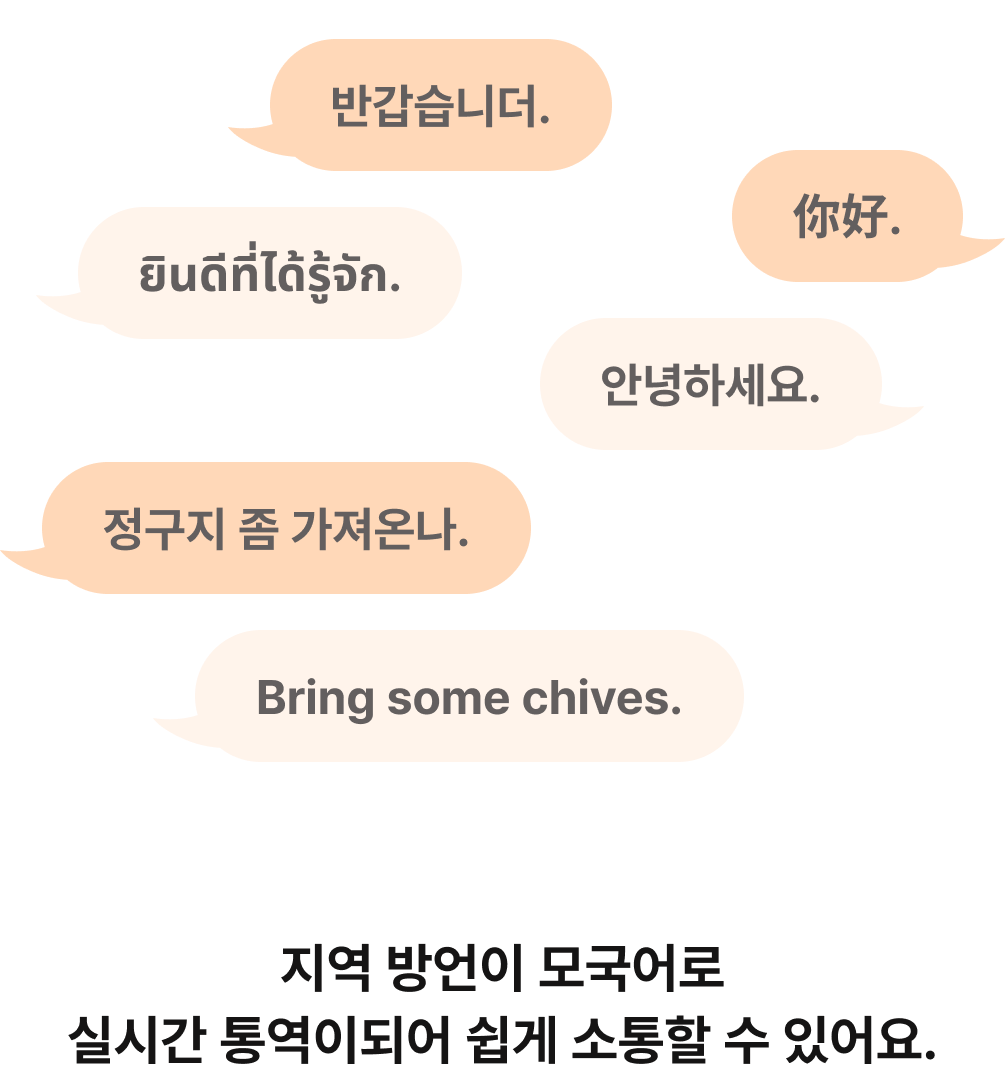 반갑습니더.
你好.
ยินดีที่ได้รู้จัก.
안녕하세요.
정구지 좀 가져온나.
Bring some chives.
지역 방언이 모국어로
실시간 통역이되어 쉽게 소통할 수 있어요.